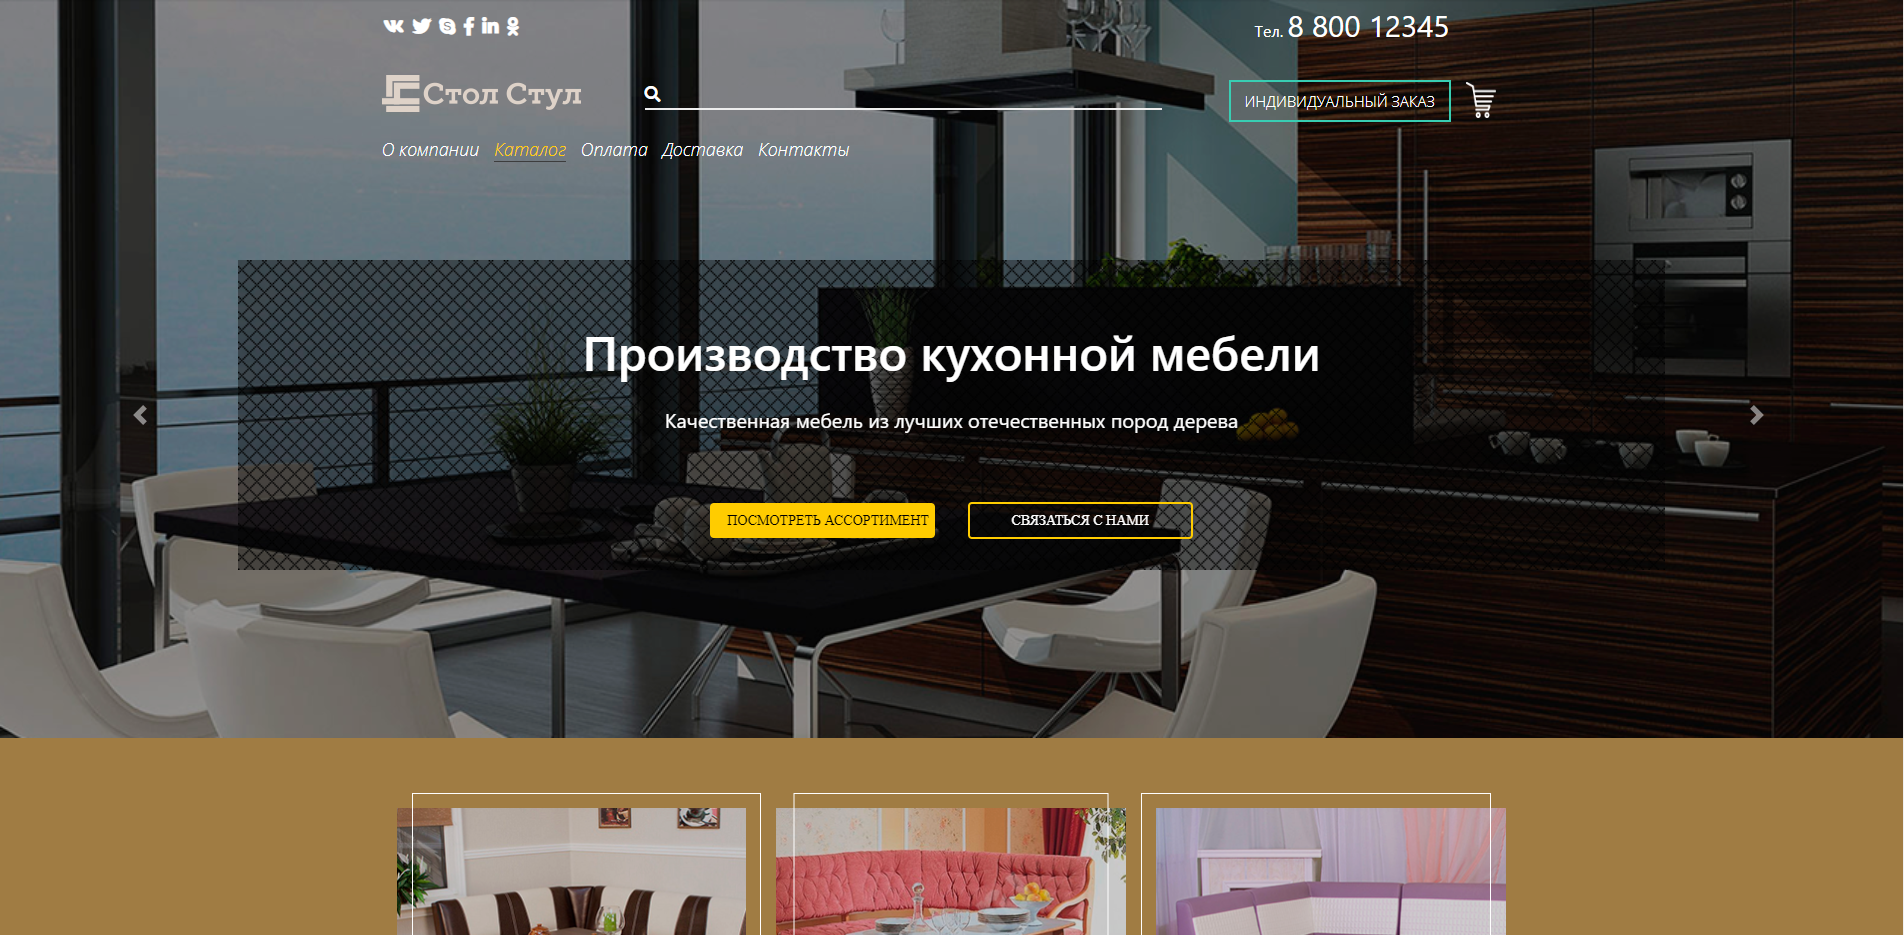 Тел. 8 800 12345
Стол Стул
ИНДИВИДУАЛЬНЫЙ ЗАКАЗ
О компании Каталог Оплата Доставка Контакты
Производство кухонной мебели
Качественная мебель из лучших отечественных пород дерева
ПОСМОТРЕТЬ АССОРТИМЕНТ
СВЯЗАТЬСЯ С НАМИ